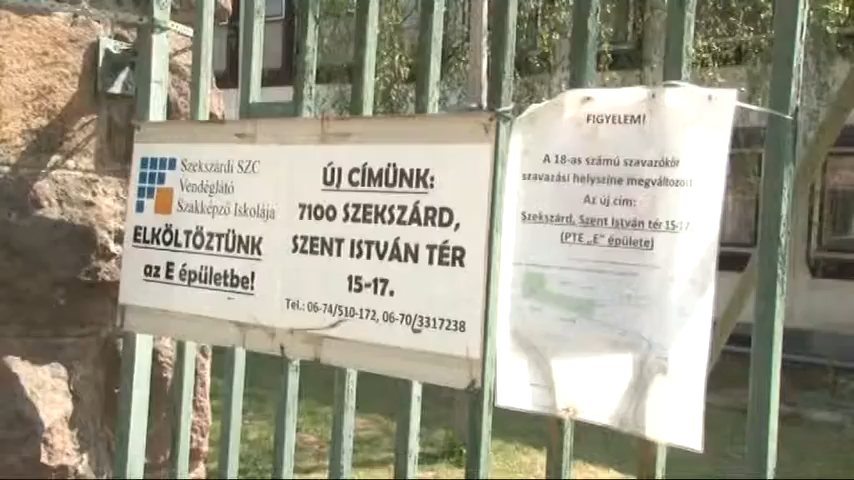 Szekszárdi SZC
Vendéglátó
Szakképző Iskolája
ELKÖLTÖZTÜNK
az E épületbe!
ÚJ CÍMÜNK:
7100 SZEKSZÁRD,
SZENT ISTVÁN TÉR
15-17.
Tel.: 06-74/510-172, 06-70/3317238
FIGYELEM!
A 18-as számú szavazókör
szavazási helyszíne megváltozott
Az új cím:
Szekszárd, Szent István tér 15-17
(PTE „E" épülete)